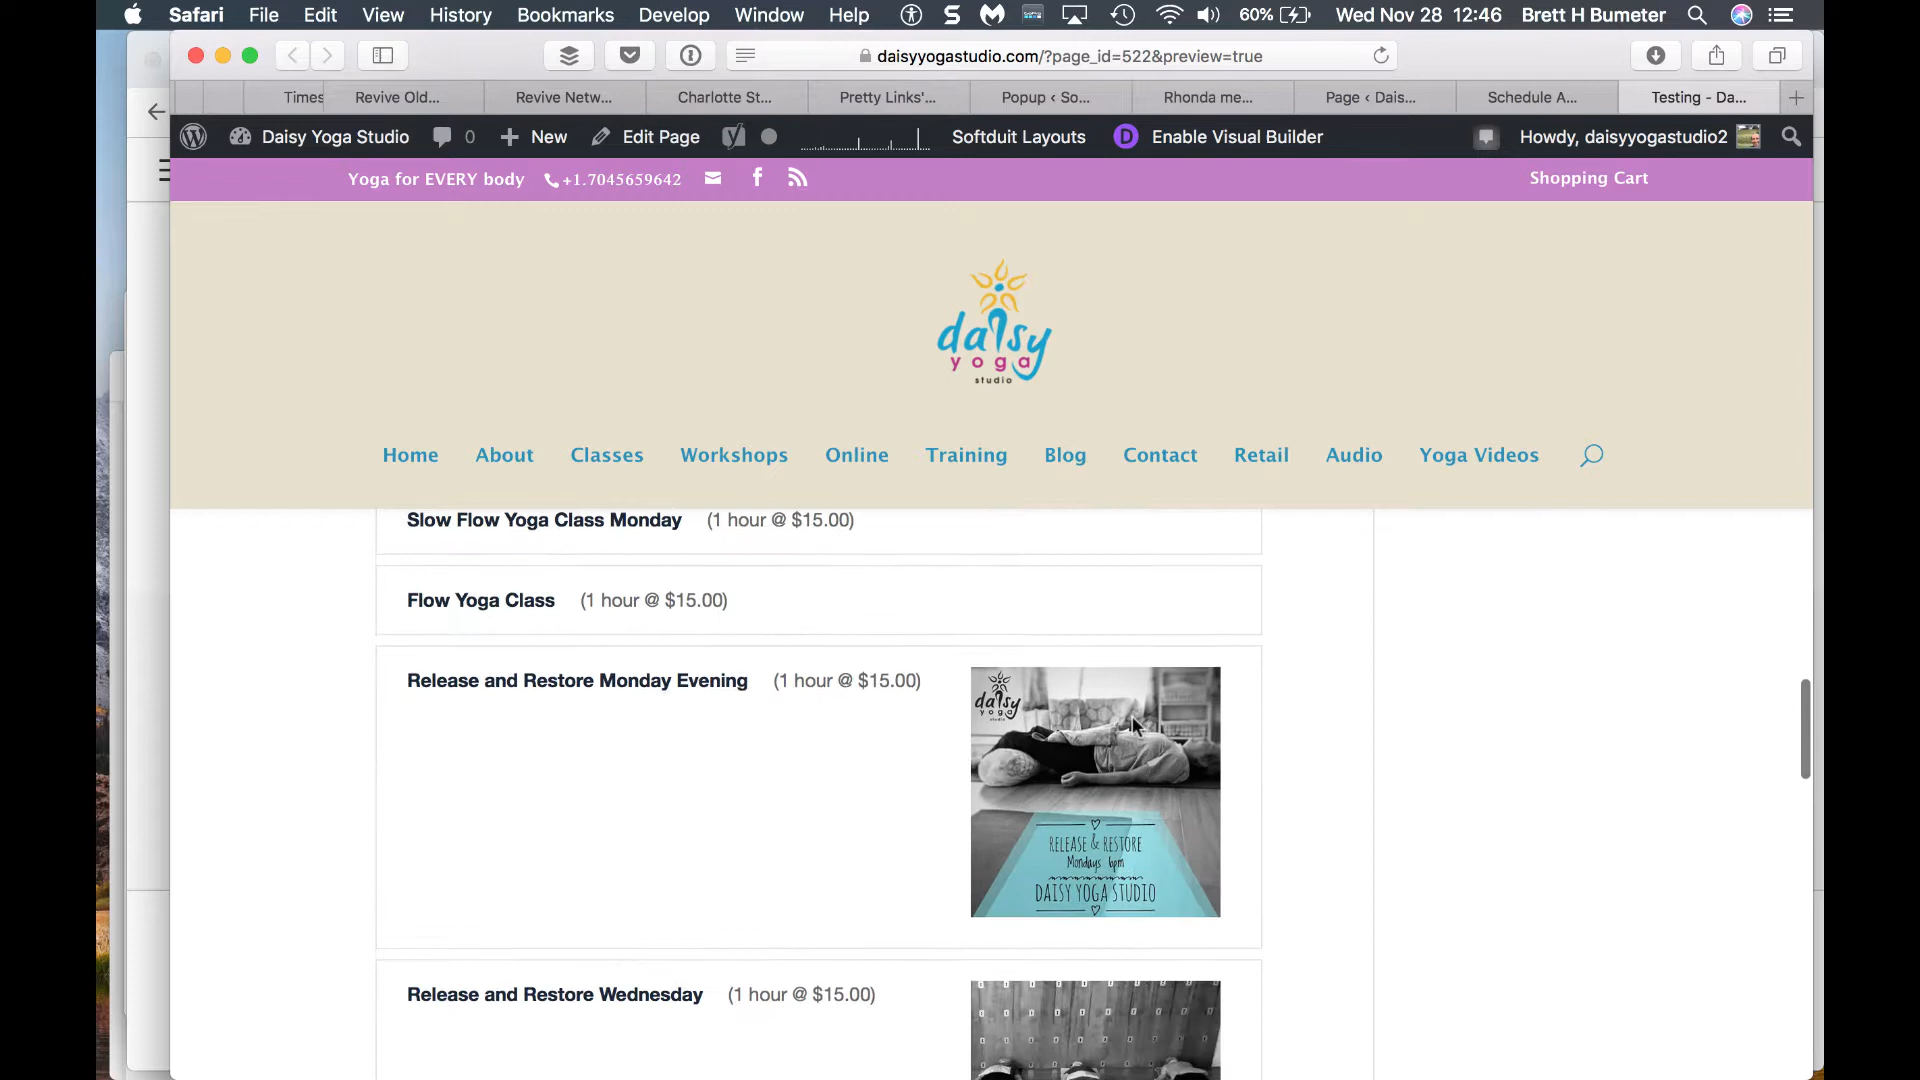 Safari File Edit View History Bookmarks Develop Window Help 60% Wed Nov 28 12:46 Brett H Bumeter
daisyyogastudio.com/?page_id=522&preview=true
Times Revive Old... Revive Netw... Charlotte St... Pretty Links'... Popup ‹ So... Rhonda me... Page ‹ Dais... Schedule A... Testing - Da...
Daisy Yoga Studio 0 New Edit Page Softduit Layouts D Enable Visual Builder Howdy, daisyyogastudio2
Yoga for EVERY body +1.7045659642 Shopping Cart
daisy
yoga
studio
Home About Classes Workshops Online Training Blog Contact Retail Audio Yoga Videos
Slow Flow Yoga Class Monday (1 hour @ $15.00)
Flow Yoga Class (1 hour @ $15.00)
Release and Restore Monday Evening (1 hour @ $15.00)
daisy
yoga
studio
RELEASE & RESTORE
Mondays 6pm
DAISY YOGA STUDIO
Release and Restore Wednesday (1 hour @ $15.00)